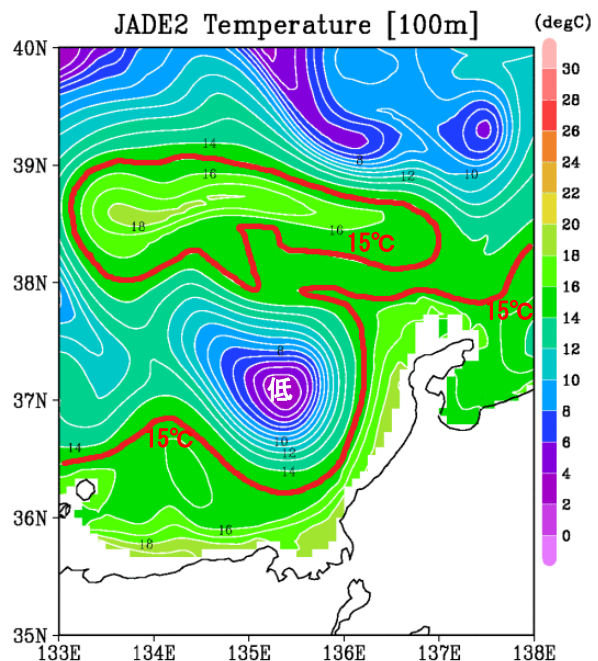 JADE2 Temperature [100m]
(degC)
40N
39N
38N
37N
36N
35N
133E
134E
135E
136E
137E
138E
30
28
26
24
22
20
18
16
14
12
10
8
6
4
2
0
14
16
18
16
8
12
10
15℃
15℃
8
低
10
12
14
15℃
14
16
18